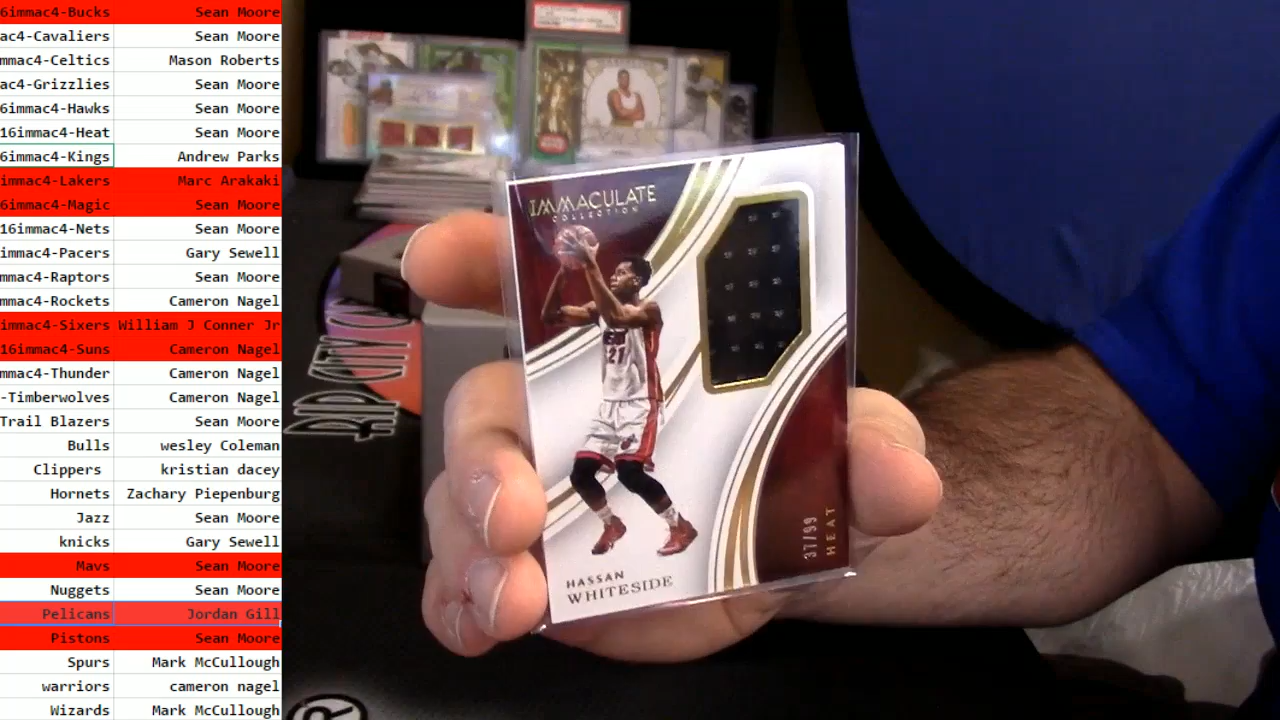 6immac4-Bucks Sean Moore
ac4-Cavaliers Sean Moore
mmac4-Celtics Mason Roberts
ac4-Grizzlies Sean Moore
6immac4-Hawks Sean Moore
16immac4-Heat Sean Moore
6immac4-Kings Andrew Parks
immac4-Lakers Marc Arakaki
6immac4-Magic Sean Moore
16immac4-Nets Sean Moore
mmac4-Pacers Gary Sewell
mmac4-Raptors Sean Moore
mmac4-Rockets Cameron Nagel
immac4-Sixers William J Conner Jr
16immac4-Suns Cameron Nagel
mmac4-Thunder Cameron Nagel
-Timberwolves Cameron Nagel
Trail Blazers Sean Moore
Bulls wesley Coleman
Clippers kristian dacey
Hornets Zachary Piepenburg
Jazz Sean Moore
knicks Gary Sewell
Mavs Sean Moore
Nuggets Sean Moore
Pelicans Jordan Gill
Pistons Sean Moore
Spurs Mark McCullough
warriors cameron nagel
Wizards Mark McCullough
IMMACULATE
COLLECTION
21
HASSAN
WHITESIDE
37/99
HEAT
RIP CITY